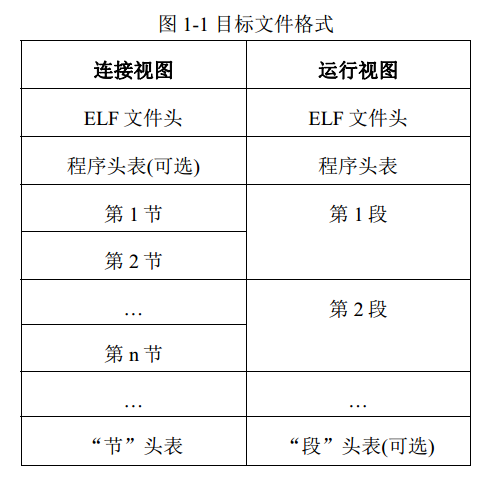 图 1-1 目标文件格式
连接视图 运行视图
ELF 文件头 ELF 文件头
程序头表(可选) 程序头表
第 1 节 第 1 段
第 2 节
… 第 2 段
第 n 节
… …
“节”头表 “段”头表(可选)